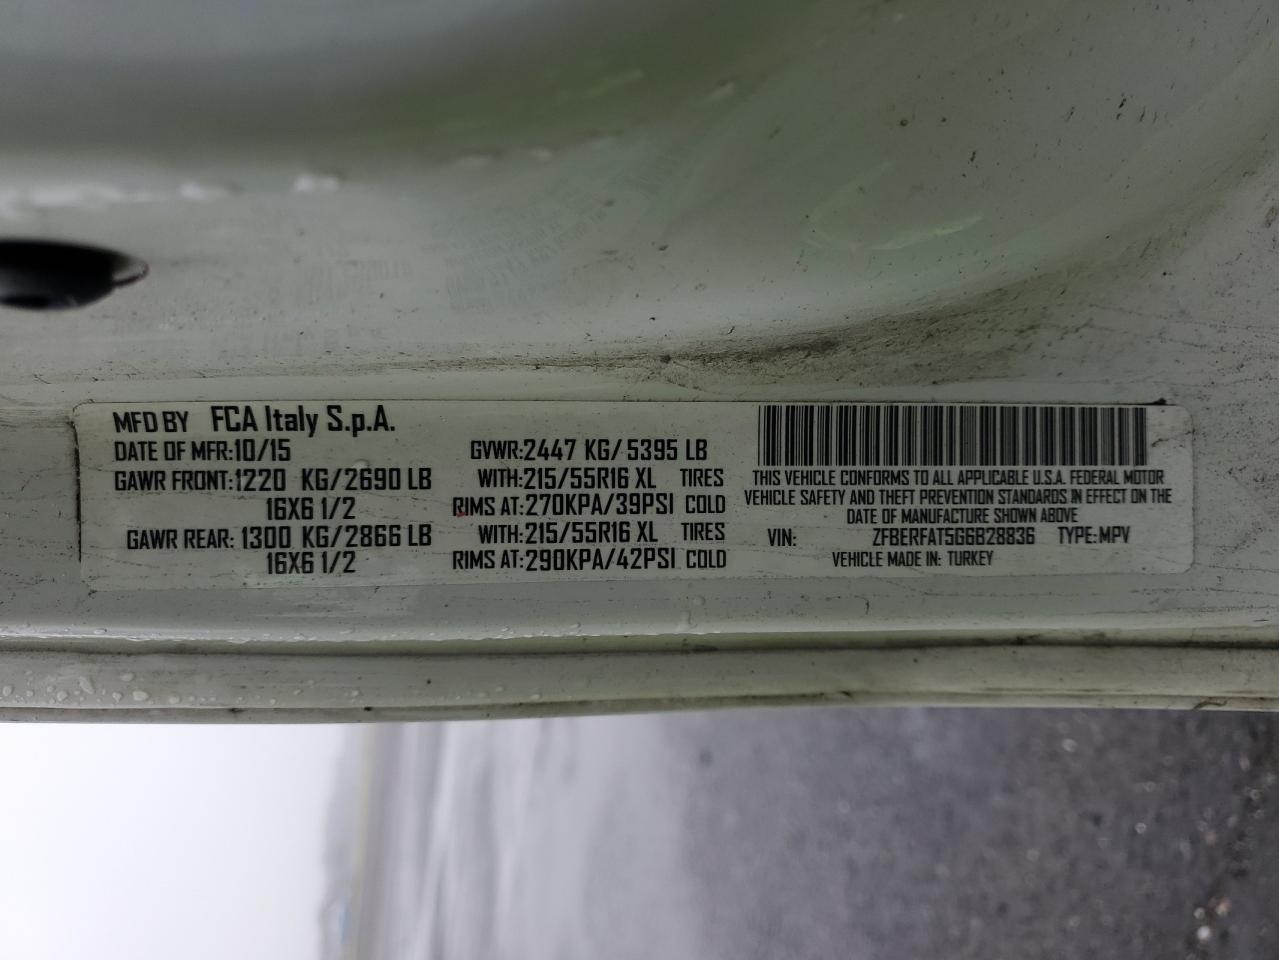 MFD BY FCA Italy S.p.A.
DATE OF MFR:10/15 GVWR:2447 KG/5395 LB
GAWR FRONT:1220 KG/2690 LB WITH:215/55R16 XL TIRES
16X6 1/2 RIMS AT:270KPA/39PSI COLD
GAWR REAR: 1300 KG/2866 LB WITH:215/55R16 XL TIRES
16X6 1/2 RIMS AT:290KPA/42PSI COLD
THIS VEHICLE CONFORMS TO ALL APPLICABLE U.S.A. FEDERAL MOTOR
VEHICLE SAFETY AND THEFT PREVENTION STANDARDS IN EFFECT ON THE
DATE OF MANUFACTURE SHOWN ABOVE
VIN: ZFBERFAT5G6B28836 TYPE:MPV
VEHICLE MADE IN: TURKEY